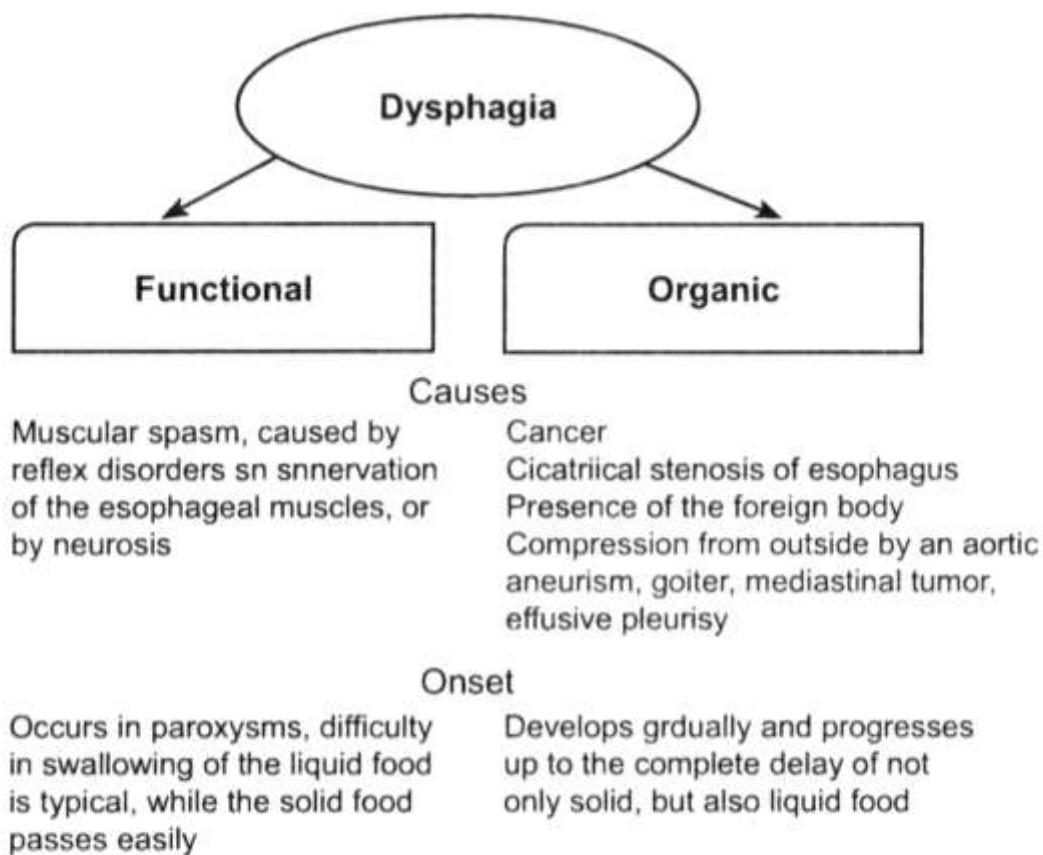 Dysphagia
Functional
Organic
Causes
Muscular spasm, caused by
reflex disorders sn snnervation
of the esophageal muscles, or
by neurosis
Cancer
Cicatriical stenosis of esophagus
Presence of the foreign body
Compression from outside by an aortic
aneurism, goiter, mediastinal tumor,
effusive pleurisy
Onset
Occurs in paroxysms, difficulty
in swallowing of the liquid food
is typical, while the solid food
passes easily
Develops grdually and progresses
up to the complete delay of not
only solid, but also liquid food